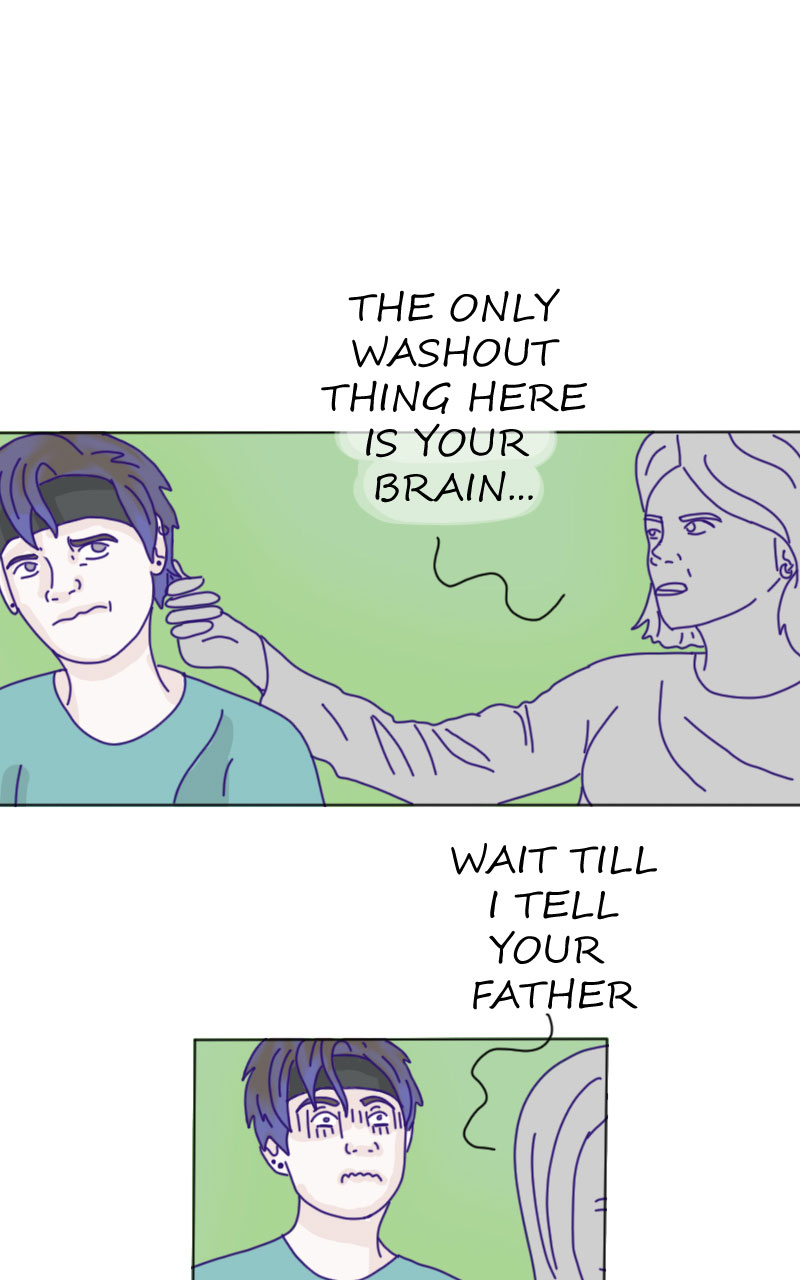 THE ONLY
WASHOUT
THING HERE
IS YOUR
BRAIN...
WAIT TILL
I TELL
YOUR
FATHER